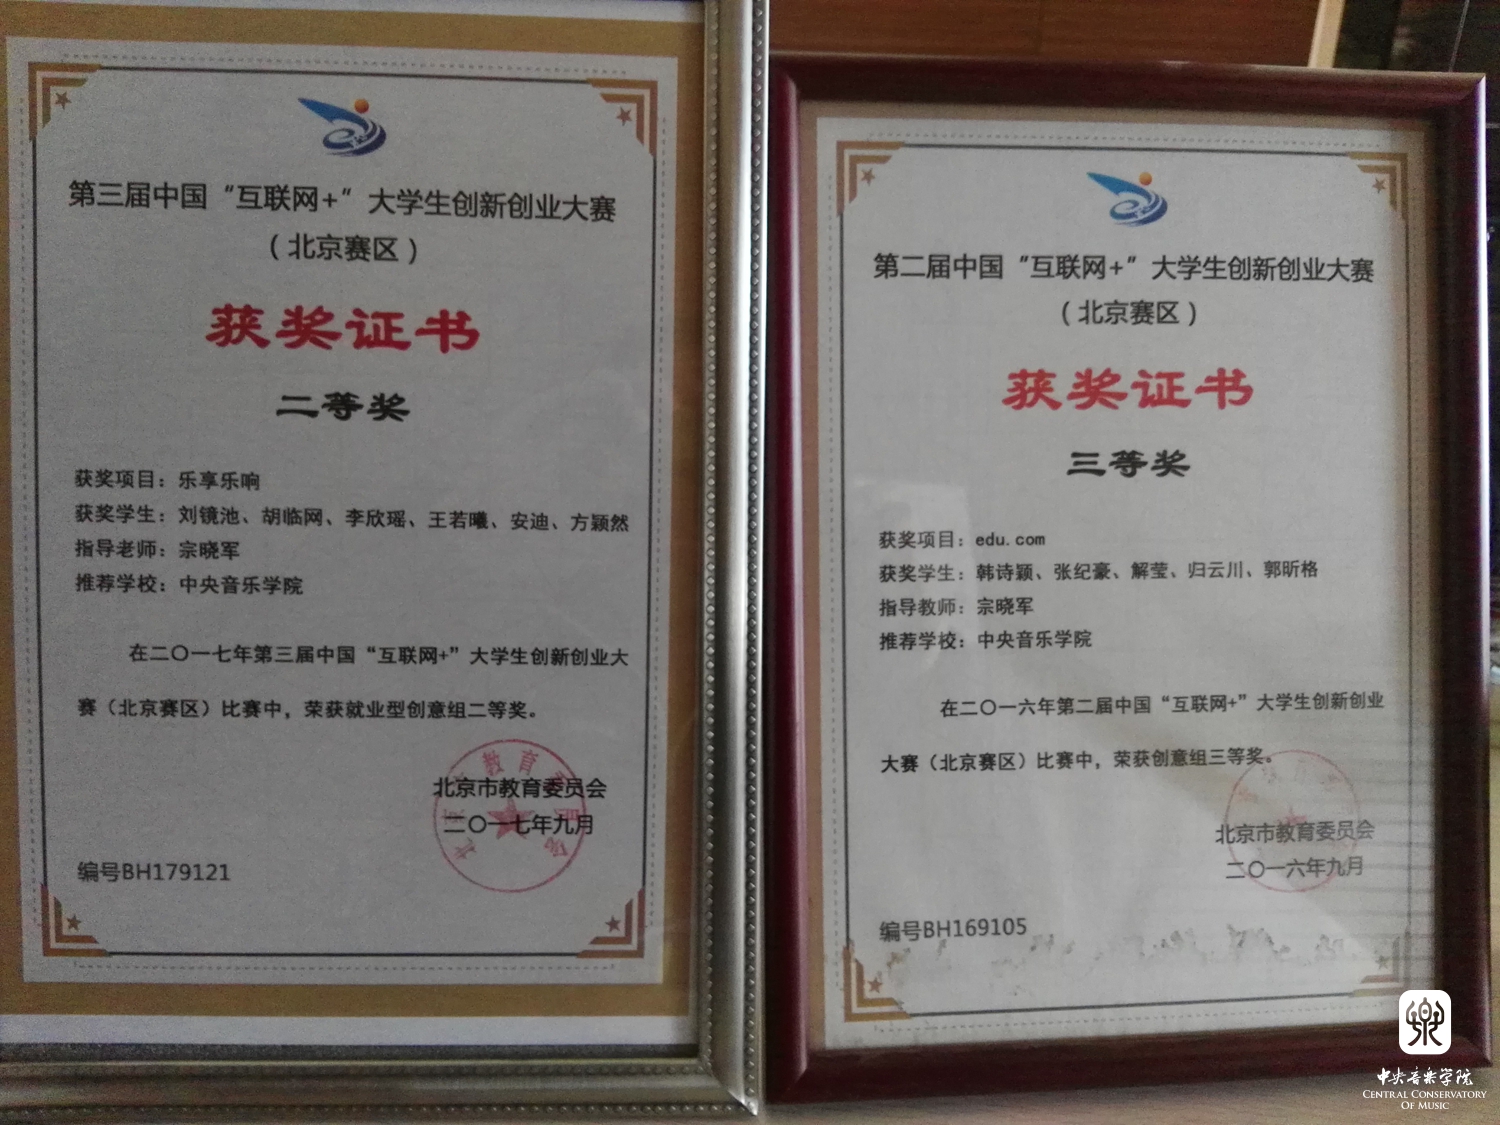 第三届中国“互联网+”大学生创新创业大赛
（北京赛区）
获奖证书
二等奖
获奖项目：乐享乐响
获奖学生：刘镜池、胡临网、李欣瑶、王若曦、安迪、方颖然
指导老师：宗晓军
推荐学校：中央音乐学院
在二〇一七年第三届中国“互联网+”大学生创新创业大
赛（北京赛区）比赛中，荣获就业型创意组二等奖。
北京市教育委员会
二〇一七年九月
编号BH179121
第二届中国“互联网+”大学生创新创业大赛
（北京赛区）
获奖证书
三等奖
获奖项目：edu.com
获奖学生：韩诗颖、张纪豪、解莹、归云川、郭昕格
指导教师：宗晓军
推荐学校：中央音乐学院
在二〇一六年第二届中国“互联网+”大学生创新创业
大赛（北京赛区）比赛中，荣获创意组三等奖。
北京市教育委员会
二〇一六年九月
编号BH169105
中央音乐学院
CENTRAL CONSERVATORY
OF MUSIC